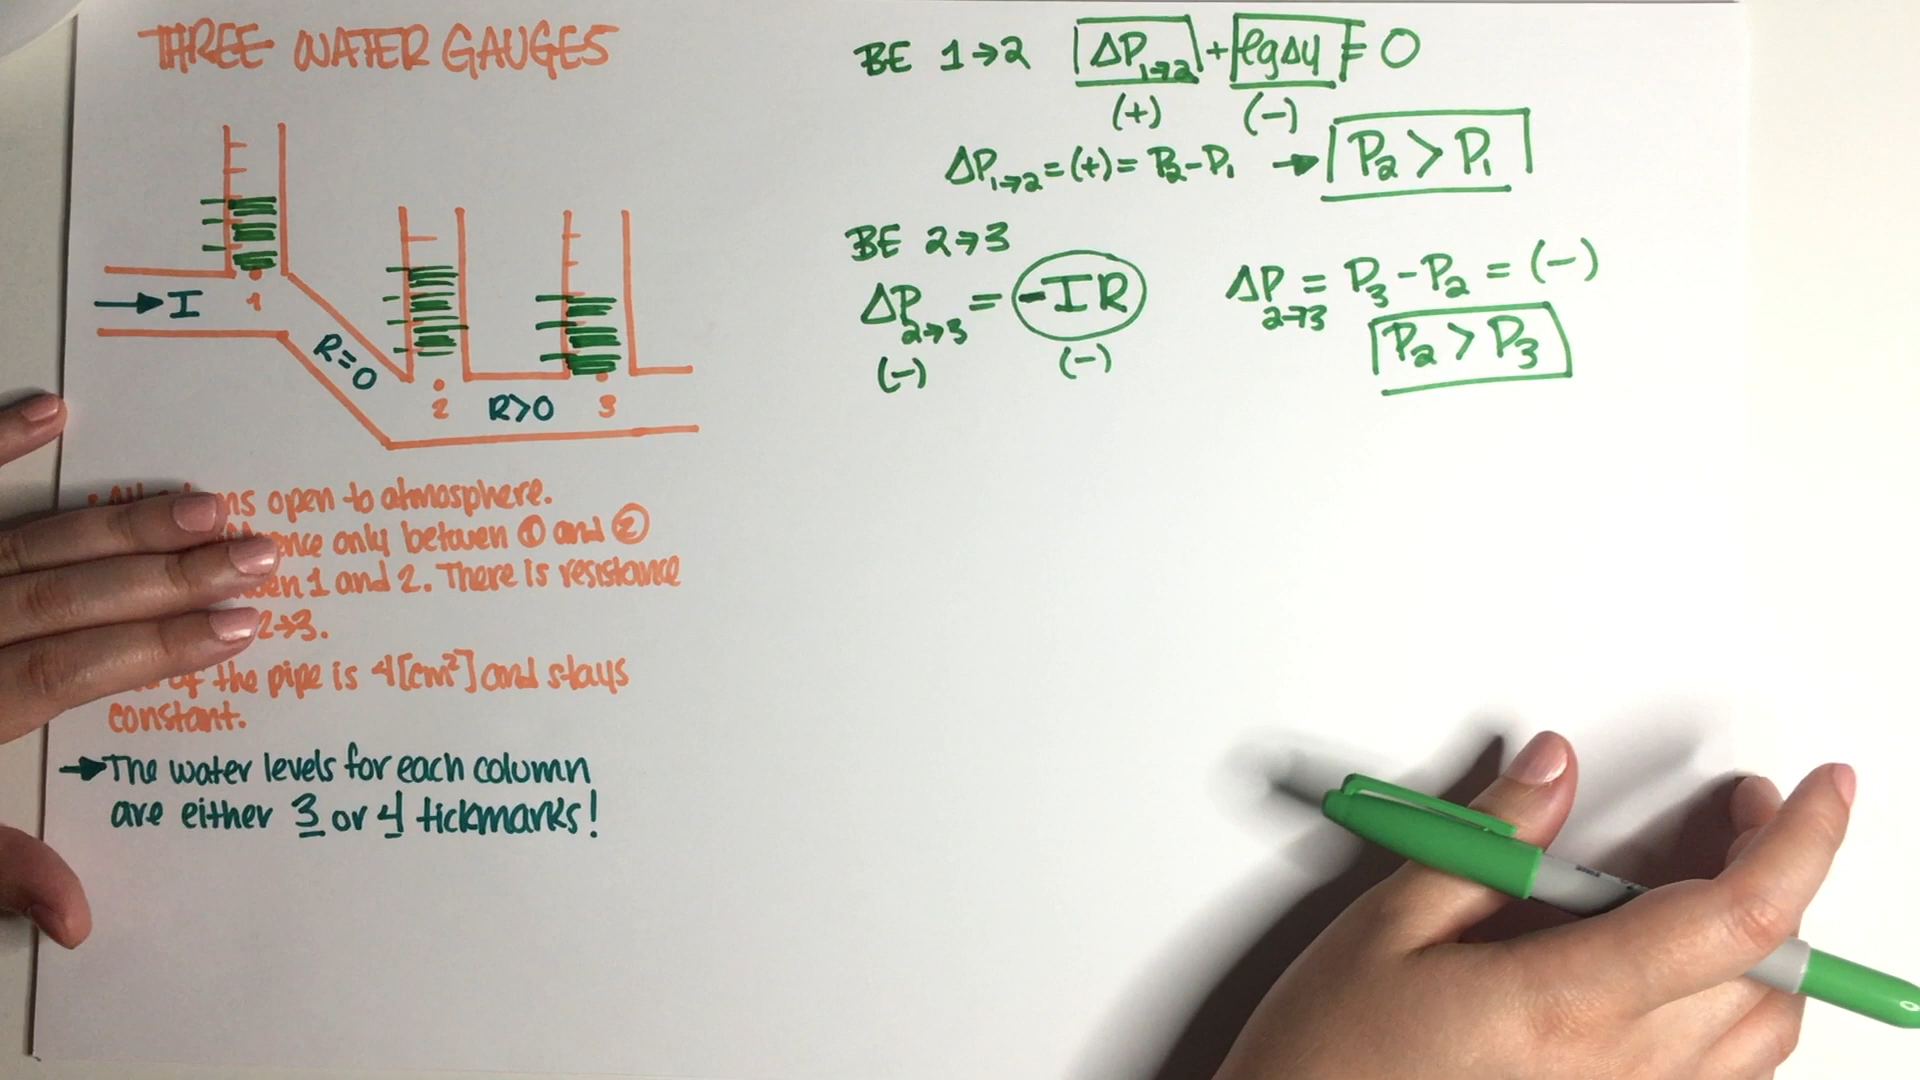 THREE WATER GAUGES
I
1
R=0
2
R>0
3
open to atmosphere.
only between ① and ②
1 and 2. There is resistance
2→3.
of the pipe is 4[cm²] and stays
constant.
→ The water levels for each column
are either 3 or 4 tickmarks!
BE 1→2 ΔP1→2 + ρgΔy = 0
(+) (-)
ΔP1→2 = (+) = P2-P1 → P2 > P1
BE 2→3
ΔP2→3 = -IR
(-) (-)
ΔP2→3 = P3-P2 = (-)
P2 > P3